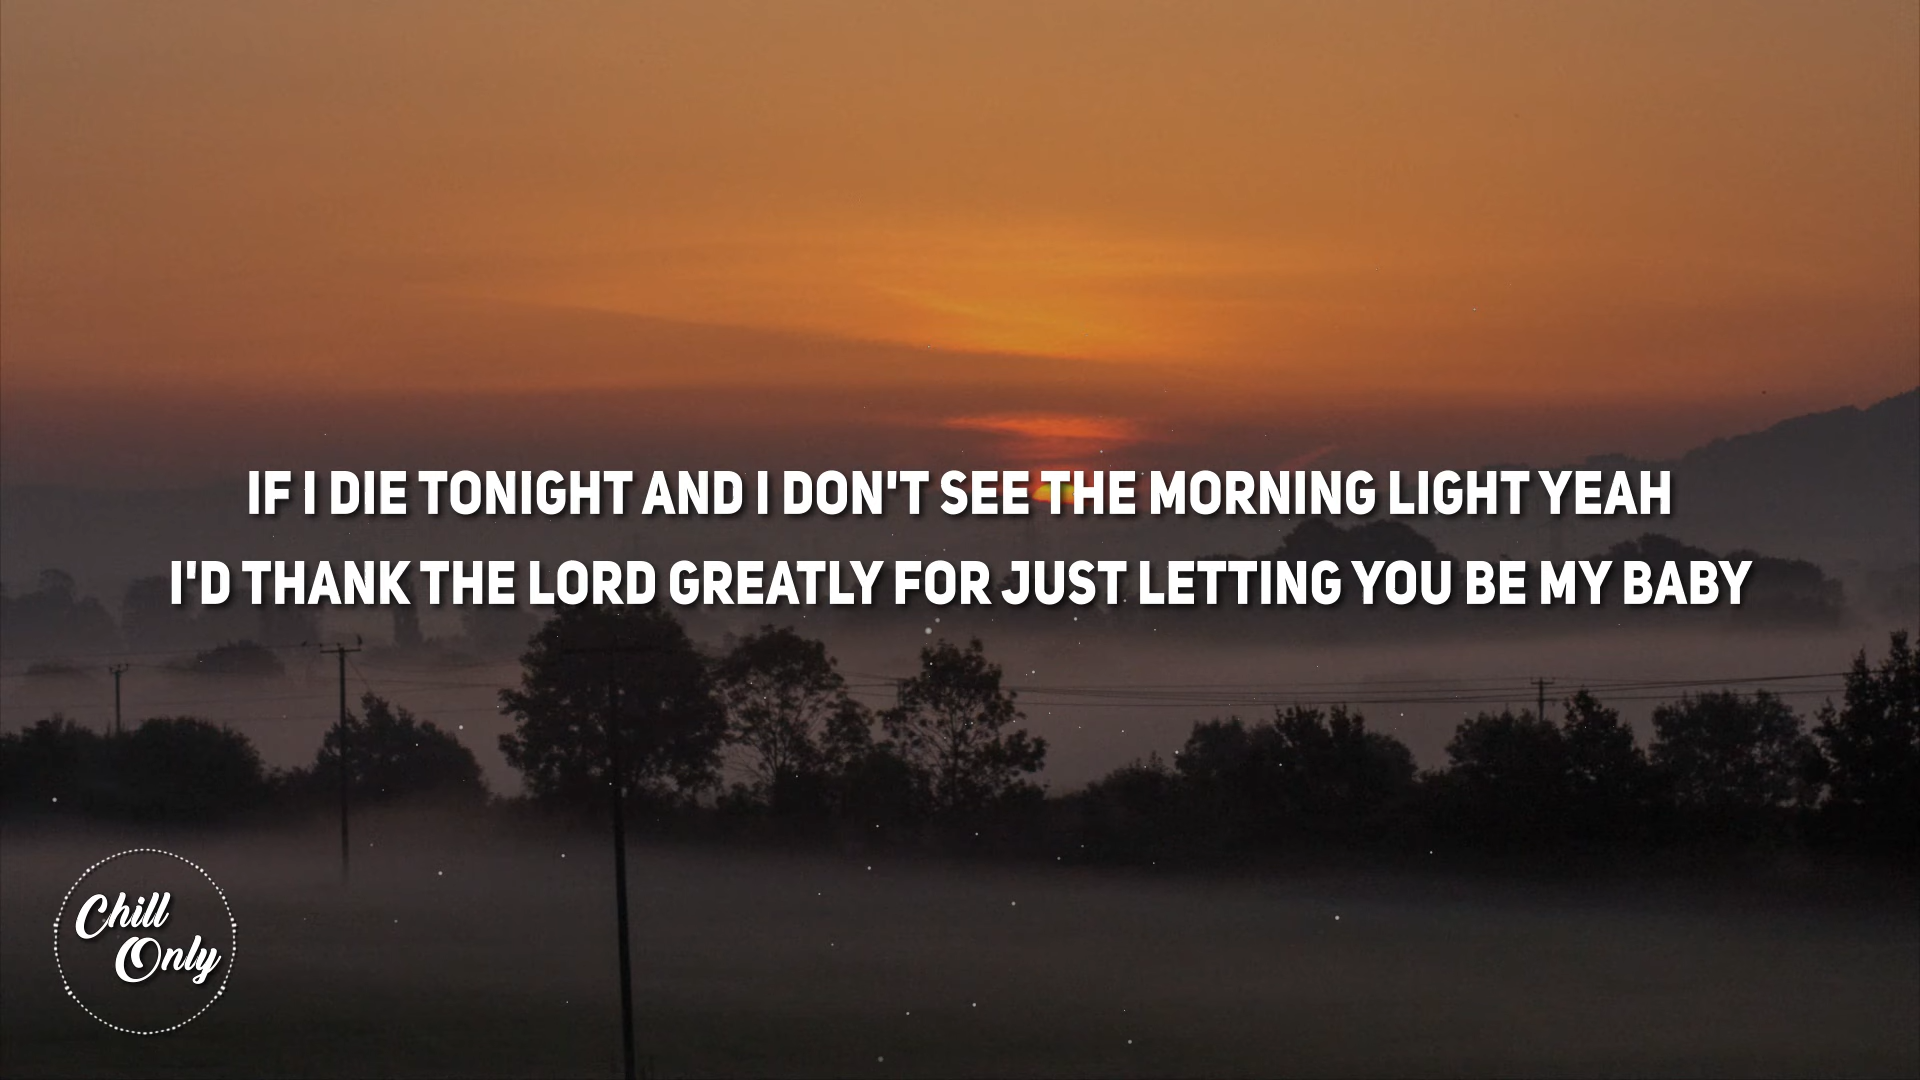 IF I DIE TONIGHT AND I DON'T SEE THE MORNING LIGHT YEAH
I'D THANK THE LORD GREATLY FOR JUST LETTING YOU BE MY BABY
Chill
Only